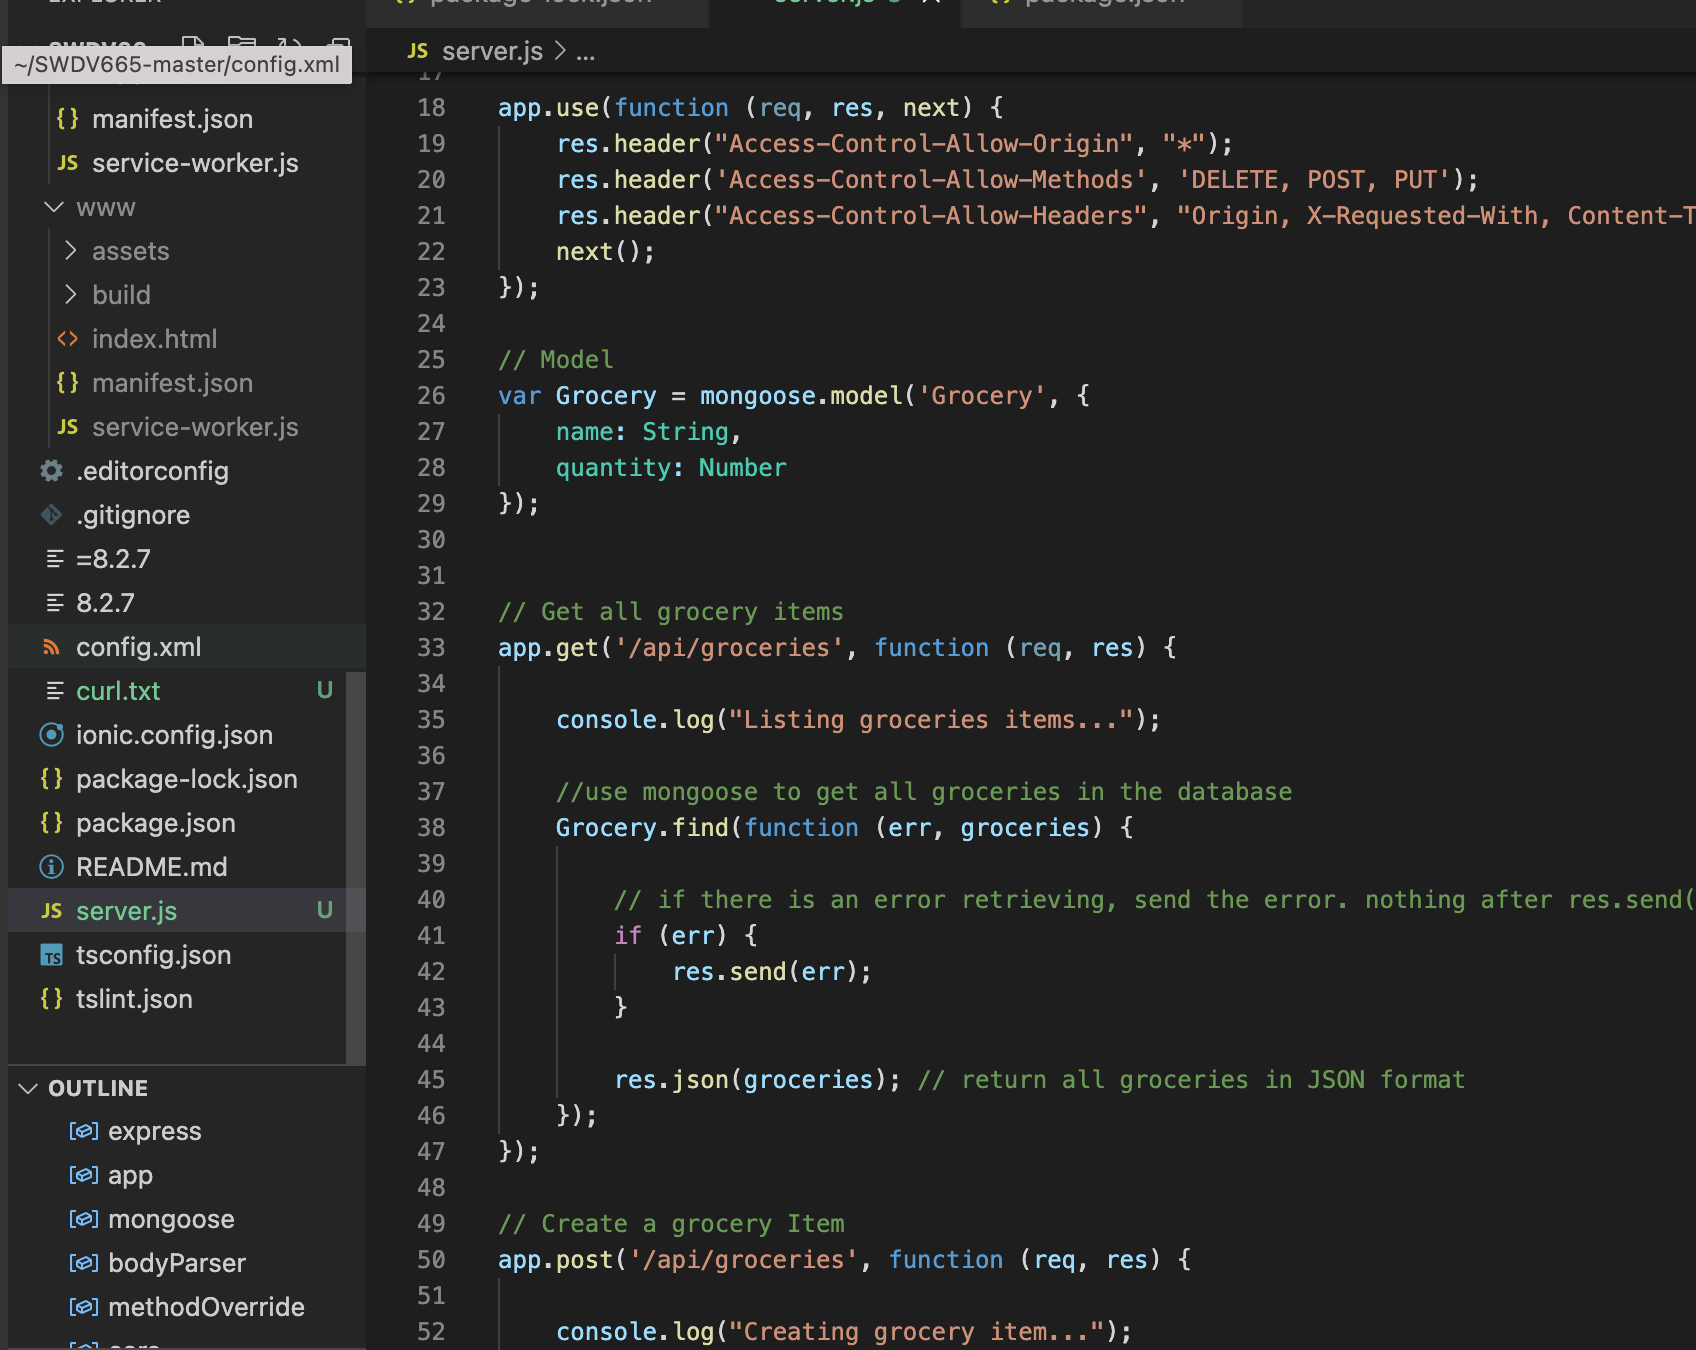 ~/SWDV665-master/config.xml
{} manifest.json
JS service-worker.js
www
assets
build
<> index.html
{} manifest.json
JS service-worker.js
.editorconfig
.gitignore
=8.2.7
8.2.7
config.xml
curl.txt U
ionic.config.json
{} package-lock.json
{} package.json
README.md
JS server.js U
TS tsconfig.json
{} tslint.json
OUTLINE
express
app
mongoose
bodyParser
methodOverride
package-lock.json
server.js
package.json
JS server.js > ...
17
18 app.use(function (req, res, next) {
19 res.header("Access-Control-Allow-Origin", "*");
20 res.header('Access-Control-Allow-Methods', 'DELETE, POST, PUT');
21 res.header("Access-Control-Allow-Headers", "Origin, X-Requested-With, Content-T
22 next();
23 });
24
25 // Model
26 var Grocery = mongoose.model('Grocery', {
27 name: String,
28 quantity: Number
29 });
30
31
32 // Get all grocery items
33 app.get('/api/groceries', function (req, res) {
34
35 console.log("Listing groceries items...");
36
37 //use mongoose to get all groceries in the database
38 Grocery.find(function (err, groceries) {
39
40 // if there is an error retrieving, send the error. nothing after res.send(
41 if (err) {
42 res.send(err);
43 }
44
45 res.json(groceries); // return all groceries in JSON format
46 });
47 });
48
49 // Create a grocery Item
50 app.post('/api/groceries', function (req, res) {
51
52 console.log("Creating grocery item...");